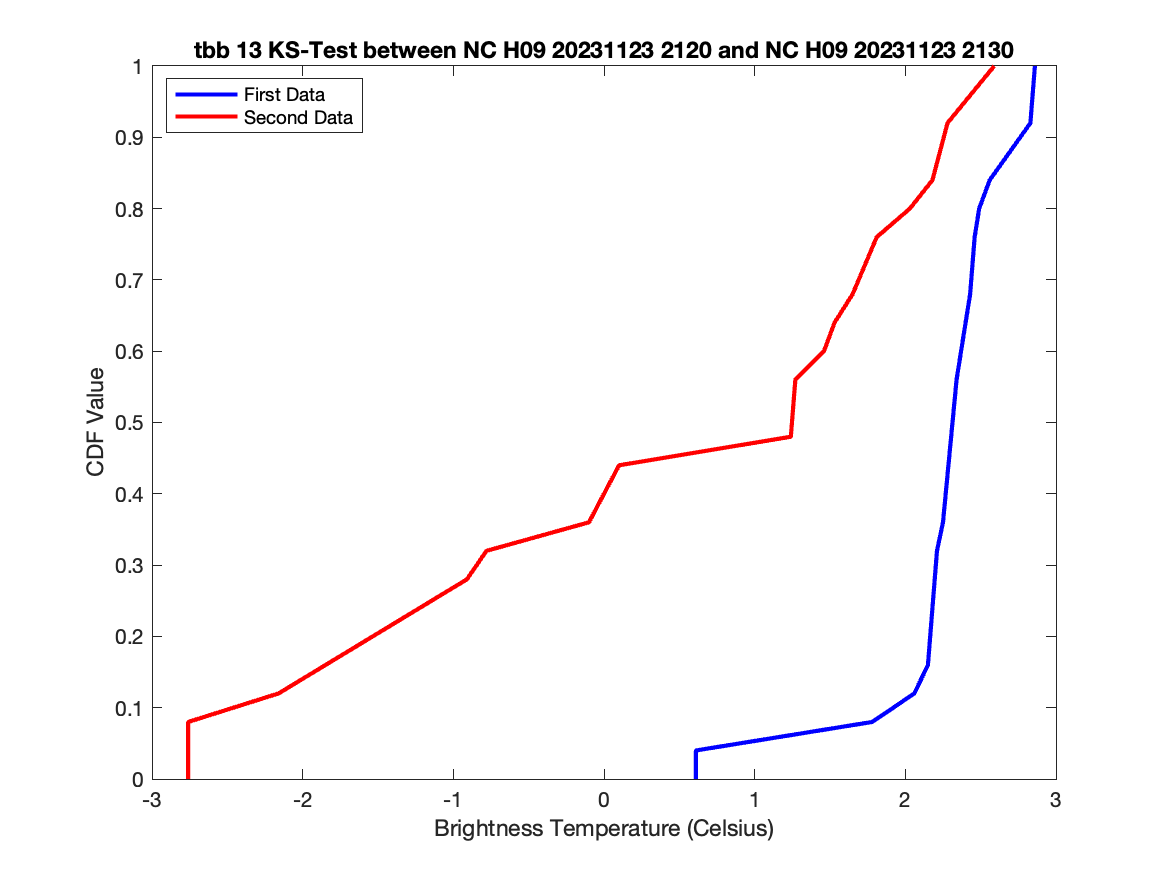 tbb 13 KS-Test between NC H09 20231123 2120 and NC H09 20231123 2130
First Data
Second Data
1
0.9
0.8
0.7
0.6
0.5
0.4
0.3
0.2
0.1
0
CDF Value
-3 -2 -1 0 1 2 3
Brightness Temperature (Celsius)